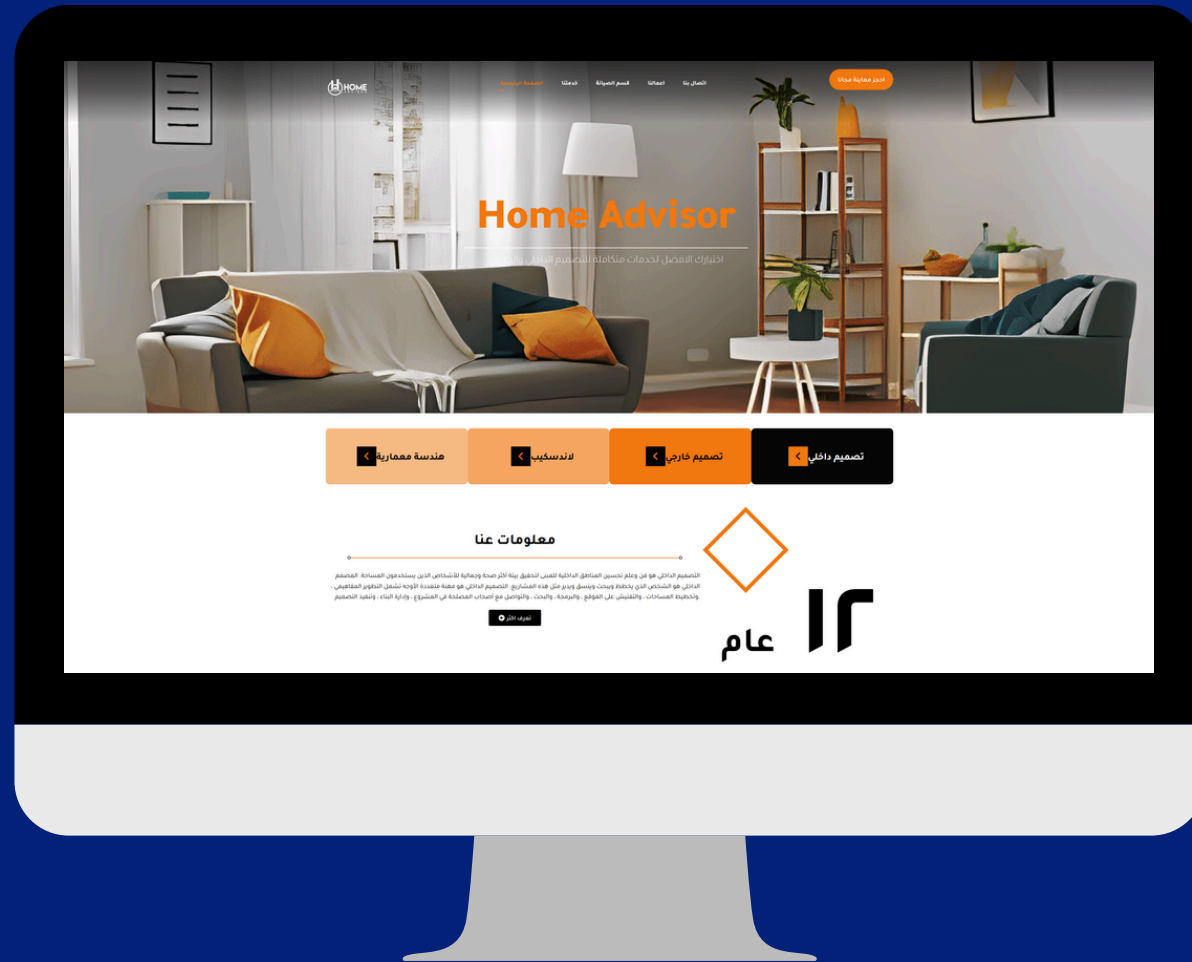 احجز معاينة مجانا
الصفحة الرئيسية خدمتنا قسم الصيانة اعمالنا اتصال بنا
HOME
Home Advisor
اختيارك الافضل لخدمات متكاملة للتصميم الداخلي
تصميم داخلي
تصميم خارجي
لاندسكيب
هندسة معمارية
معلومات عنا
التصميم الداخلي هو فن وعلم تحسين المناطق الداخلية للمبنى لتحقيق بيئة أكثر صحة وجمالية للأشخاص الذين يستخدمون المساحة. المصمم
الداخلي هو الشخص الذي يخطط ويبحث وينسق ويدير مثل هذه المشاريع. التصميم الداخلي هو مهنة متعددة الأوجه تشمل التطوير المفاهيمي ،
وتخطيط المساحات ، والتفتيش على الموقع ، والبرمجة ، والبحث ، والتواصل مع أصحاب المصلحة في المشروع ، وإدارة البناء ، وتنفيذ التصميم
تعرف اكثر
١٢
عام